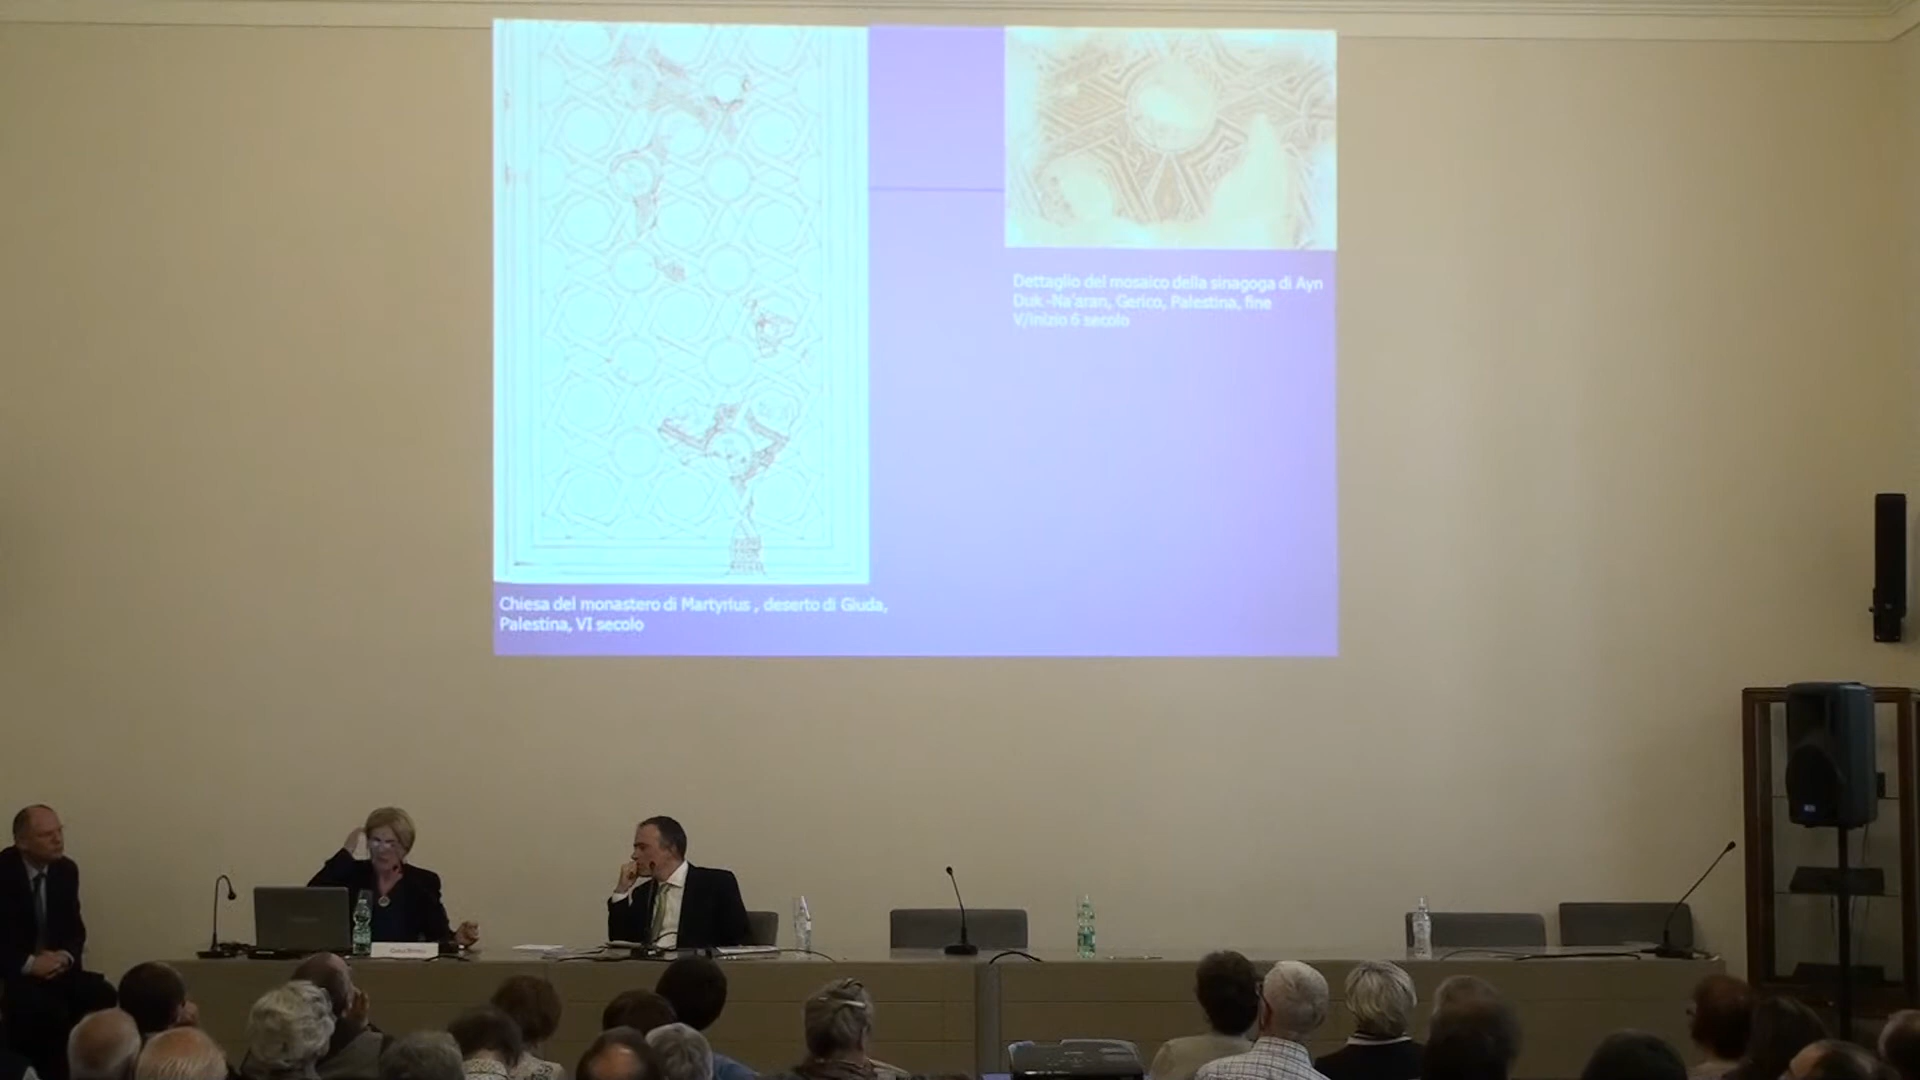 Dettaglio del mosaico della sinagoga di Ayn
Duk -Na'aran, Gerico, Palestina, fine
V/inizio 6 secolo
Chiesa del monastero di Martyrius , deserto di Giuda,
Palestina, VI secolo